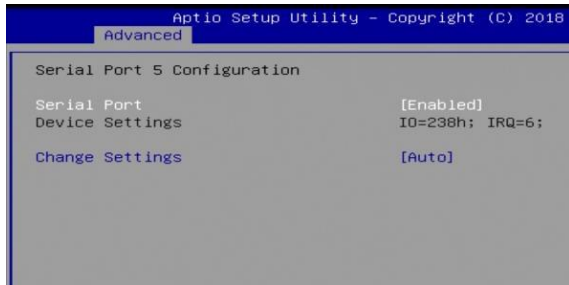 Aptio Setup Utility – Copyright (C) 2018
Advanced
Serial Port 5 Configuration
Serial Port [Enabled]
Device Settings IO=238h; IRQ=6;
Change Settings [Auto]